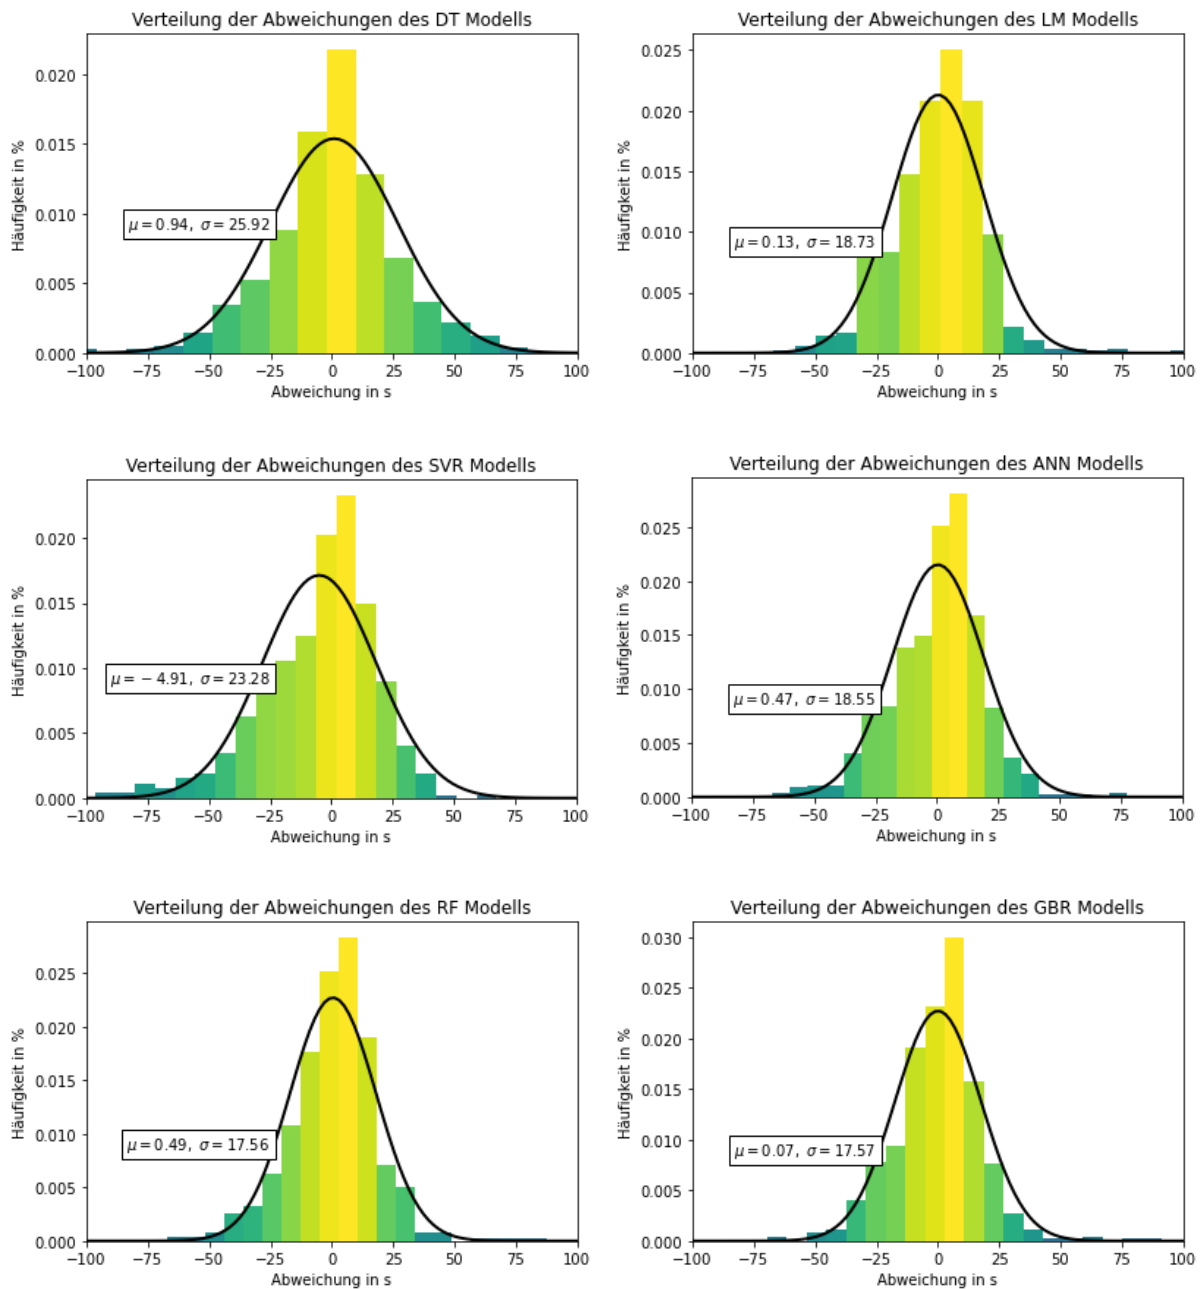 Verteilung der Abweichungen des DT Modells
Häufigkeit in %
0.020
0.015
0.010
0.005
0.000
μ = 0.94, σ = 25.92
−100 −75 −50 −25 0 25 50 75 100
Abweichung in s
Verteilung der Abweichungen des LM Modells
Häufigkeit in %
0.025
0.020
0.015
0.010
0.005
0.000
μ = 0.13, σ = 18.73
−100 −75 −50 −25 0 25 50 75 100
Abweichung in s
Verteilung der Abweichungen des SVR Modells
Häufigkeit in %
0.020
0.015
0.010
0.005
0.000
μ = −4.91, σ = 23.28
−100 −75 −50 −25 0 25 50 75 100
Abweichung in s
Verteilung der Abweichungen des ANN Modells
Häufigkeit in %
0.025
0.020
0.015
0.010
0.005
0.000
μ = 0.47, σ = 18.55
−100 −75 −50 −25 0 25 50 75 100
Abweichung in s
Verteilung der Abweichungen des RF Modells
Häufigkeit in %
0.025
0.020
0.015
0.010
0.005
0.000
μ = 0.49, σ = 17.56
−100 −75 −50 −25 0 25 50 75 100
Abweichung in s
Verteilung der Abweichungen des GBR Modells
Häufigkeit in %
0.030
0.025
0.020
0.015
0.010
0.005
0.000
μ = 0.07, σ = 17.57
−100 −75 −50 −25 0 25 50 75 100
Abweichung in s